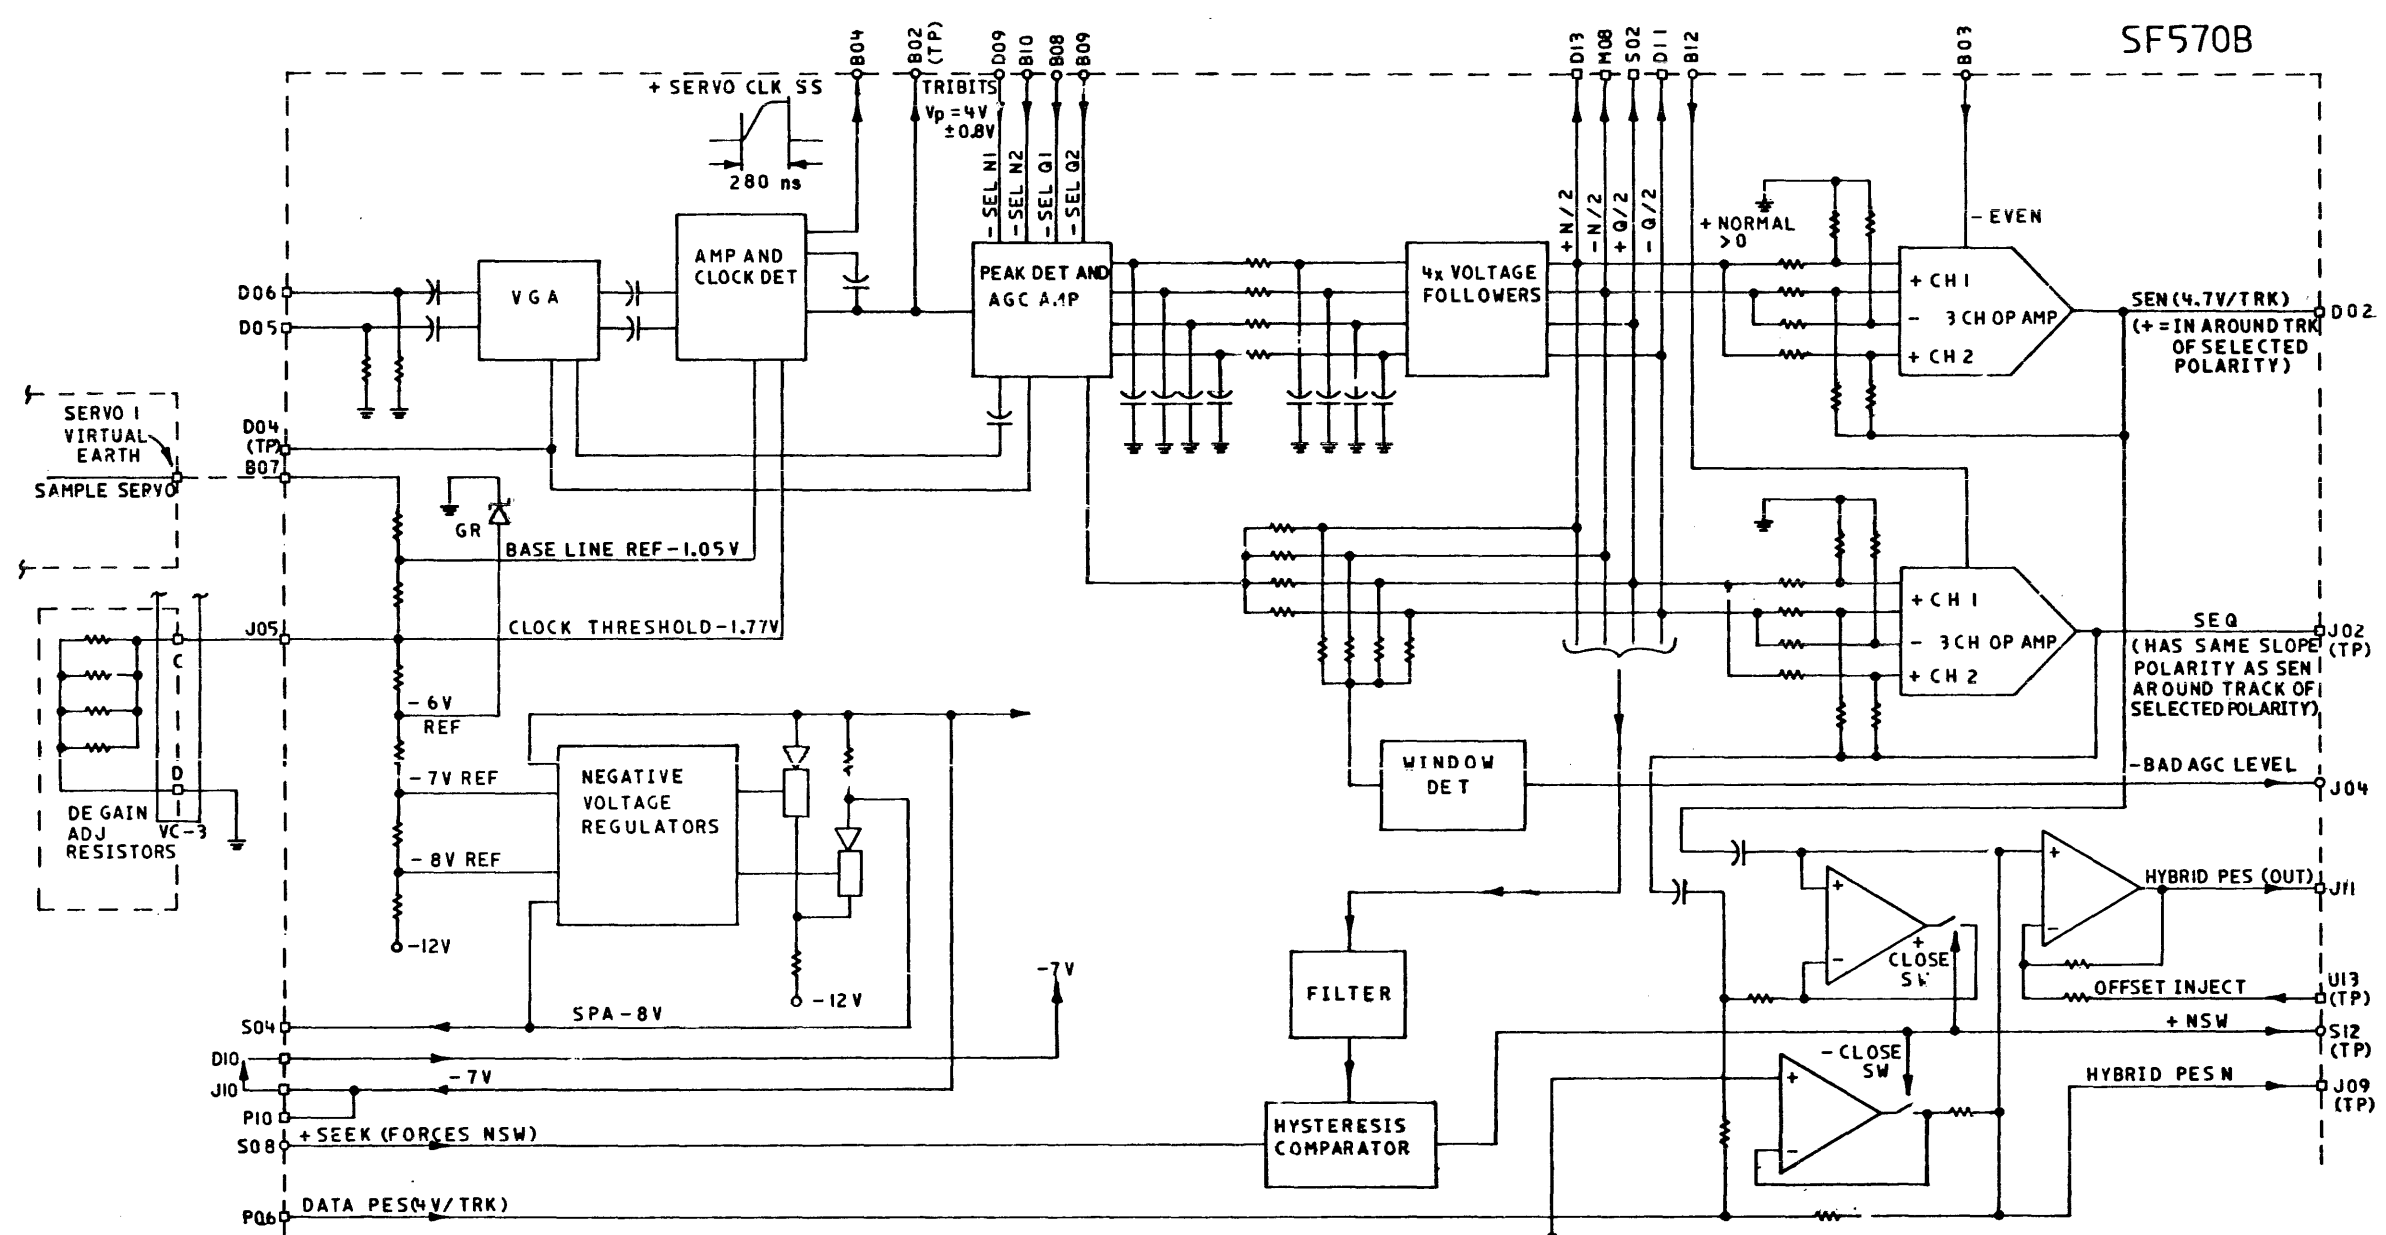 SF570B
B04
B02
(TP)
D09
B10
B08
B09
D13
M08
S02
D11
B12
B03
+ SERVO CLK SS
280 ns
TRIBITS
Vp = 4V
±0.8V
- SEL N1
- SEL N2
- SEL Q1
- SEL Q2
+N/2
-N/2
+Q/2
-Q/2
+ NORMAL
>0
- EVEN
D06
D05
VGA
AMP AND
CLOCK DET
PEAK DET AND
AGC AMP
4x VOLTAGE
FOLLOWERS
+ CH 1
- 3 CH OP AMP
+ CH 2
SEN (4.7V/TRK)
(+ = IN AROUND TRK
OF SELECTED
POLARITY)
D02
SERVO 1
VIRTUAL
EARTH
SAMPLE SERVO
D04
(TP)
B07
GR
BASE LINE REF -1.05V
J05
CLOCK THRESHOLD -1.77V
C
D
VC-3
DE GAIN
ADJ
RESISTORS
- 6V
REF
- 7V REF
- 8V REF
-12V
NEGATIVE
VOLTAGE
REGULATORS
-12V
+ CH 1
- 3 CH OP AMP
+ CH 2
SEQ
(HAS SAME SLOPE
POLARITY AS SEN
AROUND TRACK OF
SELECTED POLARITY)
J02
(TP)
WINDOW
DET
-BAD AGC LEVEL
J04
+
-
+
CLOSE
SW
+
-
HYBRID PES (OUT)
J11
OFFSET INJECT
U13
(TP)
FILTER
-7V
S04
SPA -8V
D10
J10
-7V
P10
+ NSW
S12
(TP)
- CLOSE
SW
+
-
HYBRID PES N
J09
(TP)
S08
+ SEEK (FORCES NSW)
HYSTERESIS
COMPARATOR
P06
DATA PES (4V/TRK)